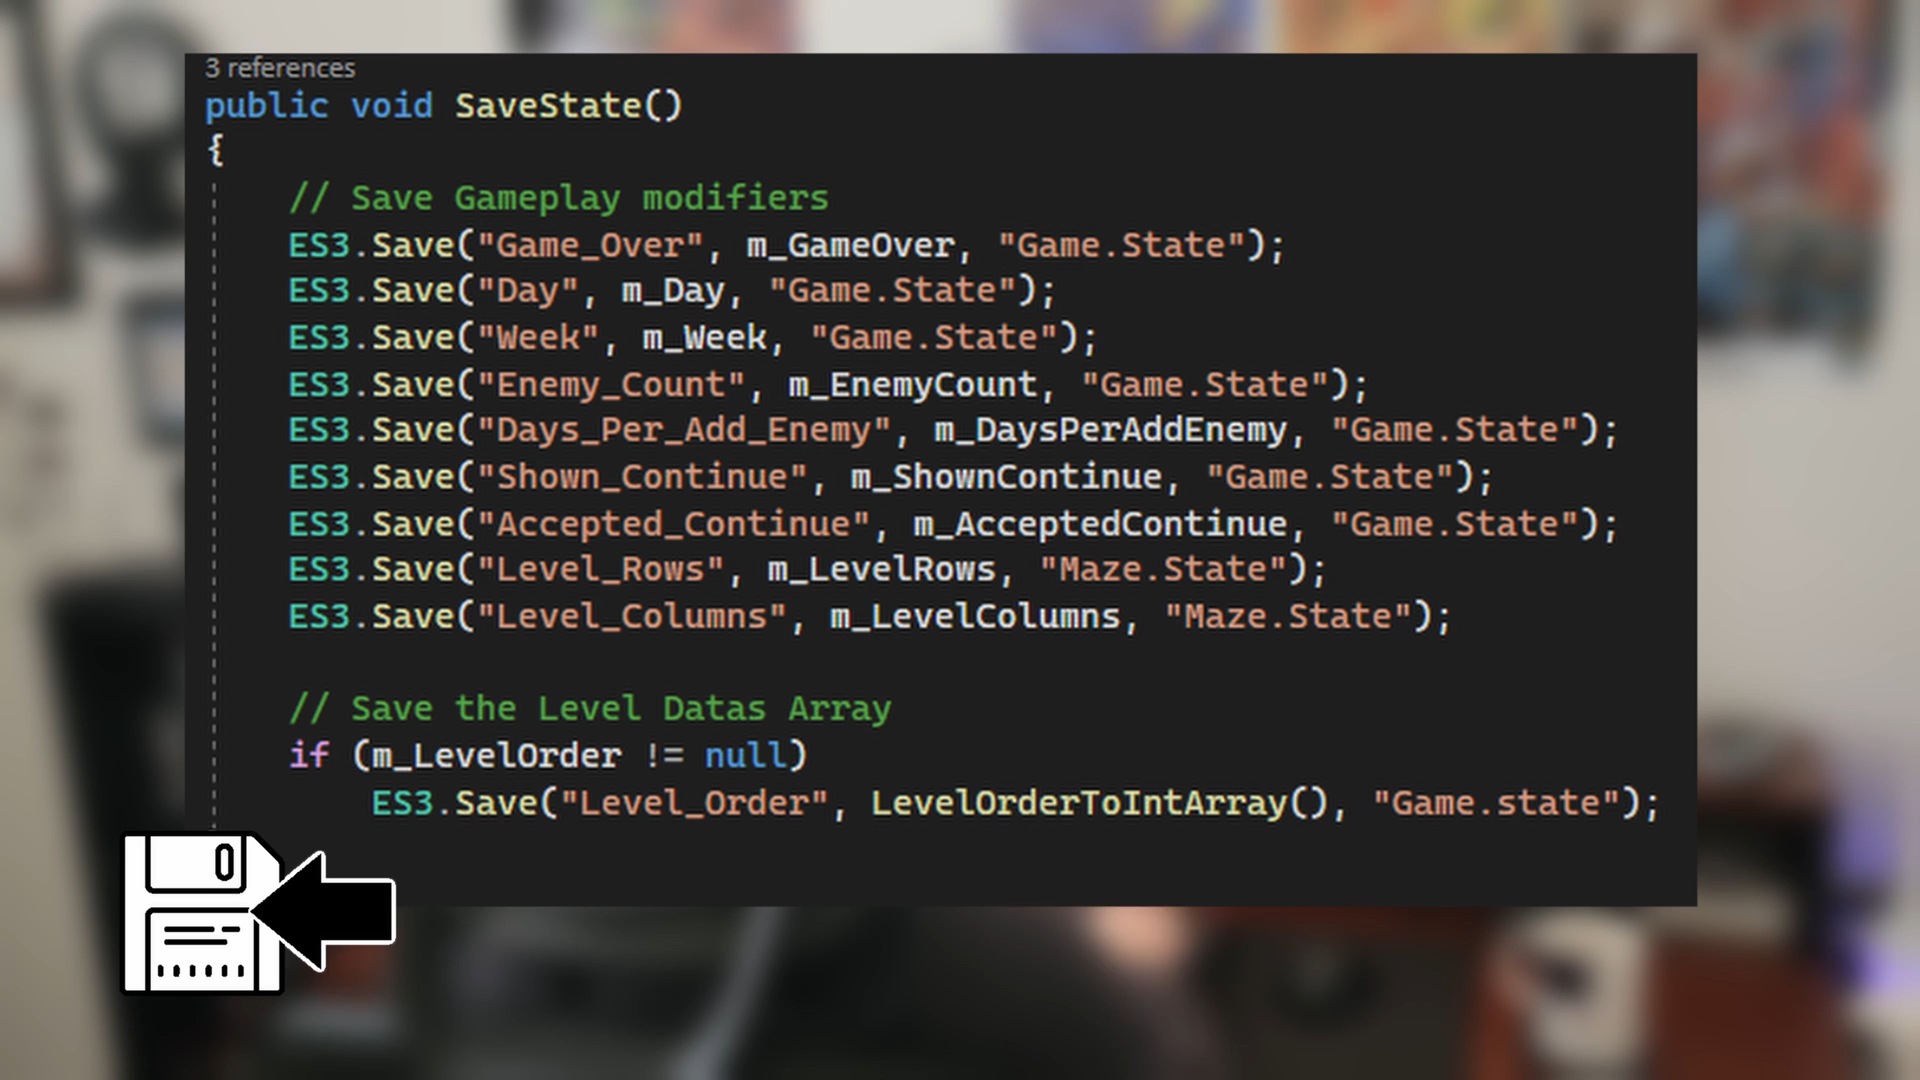 3 references
public void SaveState()
{
// Save Gameplay modifiers
ES3.Save("Game_Over", m_GameOver, "Game.State");
ES3.Save("Day", m_Day, "Game.State");
ES3.Save("Week", m_Week, "Game.State");
ES3.Save("Enemy_Count", m_EnemyCount, "Game.State");
ES3.Save("Days_Per_Add_Enemy", m_DaysPerAddEnemy, "Game.State");
ES3.Save("Shown_Continue", m_ShownContinue, "Game.State");
ES3.Save("Accepted_Continue", m_AcceptedContinue, "Game.State");
ES3.Save("Level_Rows", m_LevelRows, "Maze.State");
ES3.Save("Level_Columns", m_LevelColumns, "Maze.State");
// Save the Level Datas Array
if (m_LevelOrder != null)
ES3.Save("Level_Order", LevelOrderToIntArray(), "Game.state");